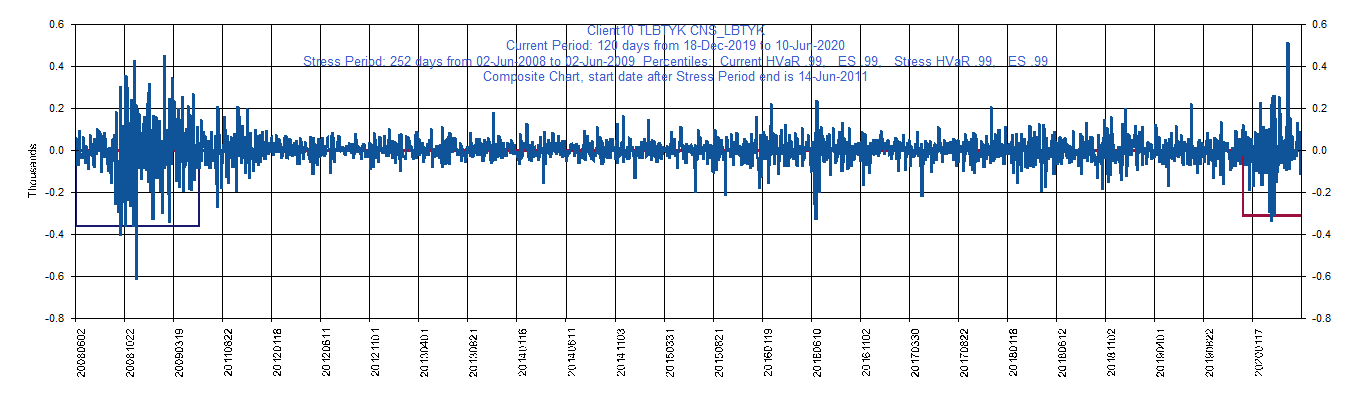 Client10 TLBTYK CNS_LBTYK
Current Period: 120 days from 18-Dec-2019 to 10-Jun-2020
Stress Period: 252 days from 02-Jun-2008 to 02-Jun-2009 Percentiles: Current HVaR .99, ES .99, Stress HVaR .99, ES .99
Composite Chart, start date after Stress Period end is 14-Jun-2011
0.6 0.6
0.4 0.4
0.2 0.2
0.0 0.0
-0.2 -0.2
-0.4 -0.4
-0.6 -0.6
-0.8 -0.8
Thousands
20080602 20081022 20090319 20110822 20120118 20120611 20121101 20130401 20130821 20140116 20140611 20141103 20150331 20150821 20160119 20160610 20161102 20170330 20170822 20180118 20180612 20181102 20190401 20190822 20200117